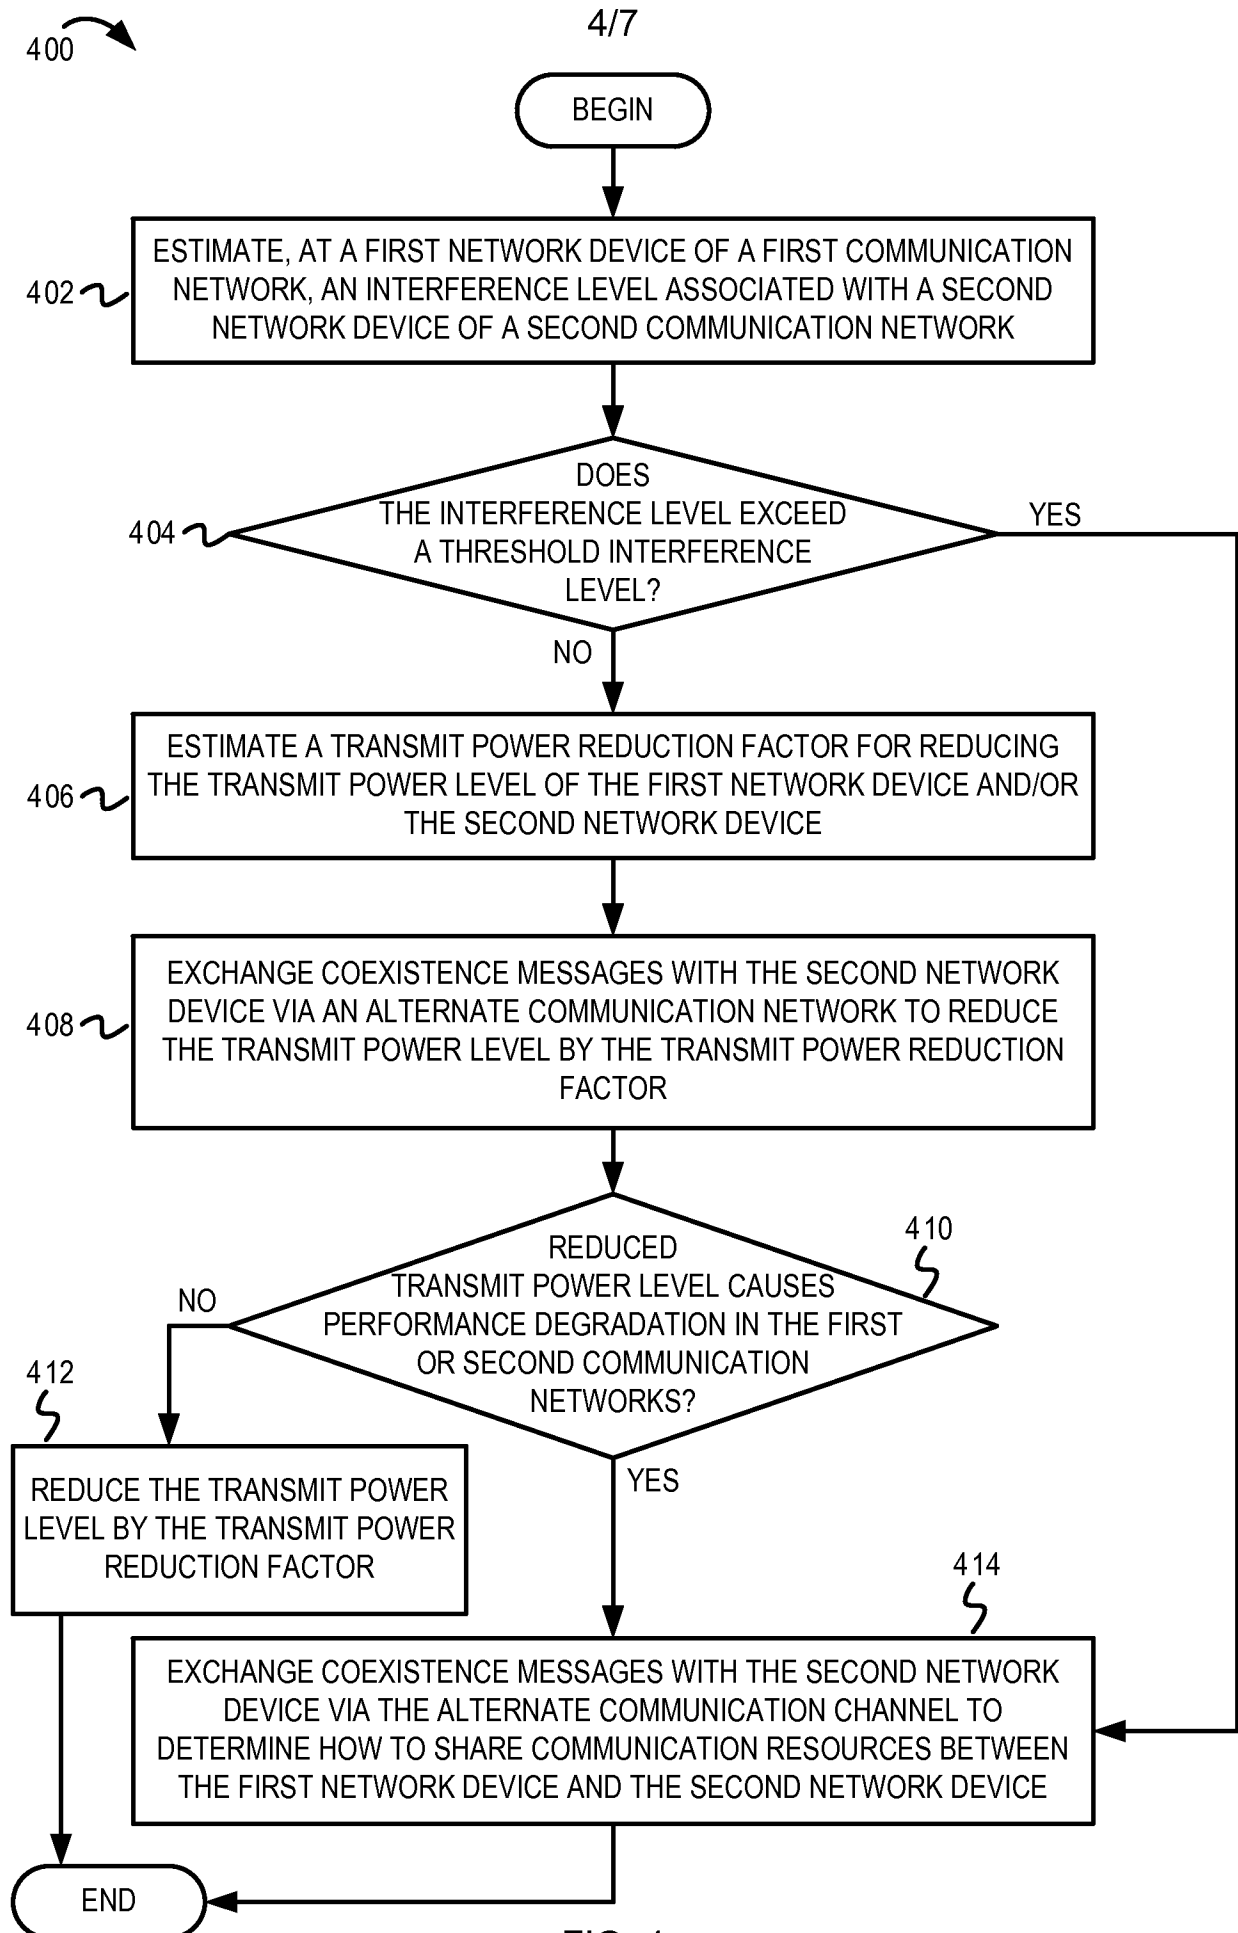 4/7
400
BEGIN
402
ESTIMATE, AT A FIRST NETWORK DEVICE OF A FIRST COMMUNICATION
NETWORK, AN INTERFERENCE LEVEL ASSOCIATED WITH A SECOND
NETWORK DEVICE OF A SECOND COMMUNICATION NETWORK
404
DOES
THE INTERFERENCE LEVEL EXCEED
A THRESHOLD INTERFERENCE
LEVEL?
YES
NO
406
ESTIMATE A TRANSMIT POWER REDUCTION FACTOR FOR REDUCING
THE TRANSMIT POWER LEVEL OF THE FIRST NETWORK DEVICE AND/OR
THE SECOND NETWORK DEVICE
408
EXCHANGE COEXISTENCE MESSAGES WITH THE SECOND NETWORK
DEVICE VIA AN ALTERNATE COMMUNICATION NETWORK TO REDUCE
THE TRANSMIT POWER LEVEL BY THE TRANSMIT POWER REDUCTION
FACTOR
410
REDUCED
TRANSMIT POWER LEVEL CAUSES
PERFORMANCE DEGRADATION IN THE FIRST
OR SECOND COMMUNICATION
NETWORKS?
NO
YES
412
REDUCE THE TRANSMIT POWER
LEVEL BY THE TRANSMIT POWER
REDUCTION FACTOR
414
EXCHANGE COEXISTENCE MESSAGES WITH THE SECOND NETWORK
DEVICE VIA THE ALTERNATE COMMUNICATION CHANNEL TO
DETERMINE HOW TO SHARE COMMUNICATION RESOURCES BETWEEN
THE FIRST NETWORK DEVICE AND THE SECOND NETWORK DEVICE
END